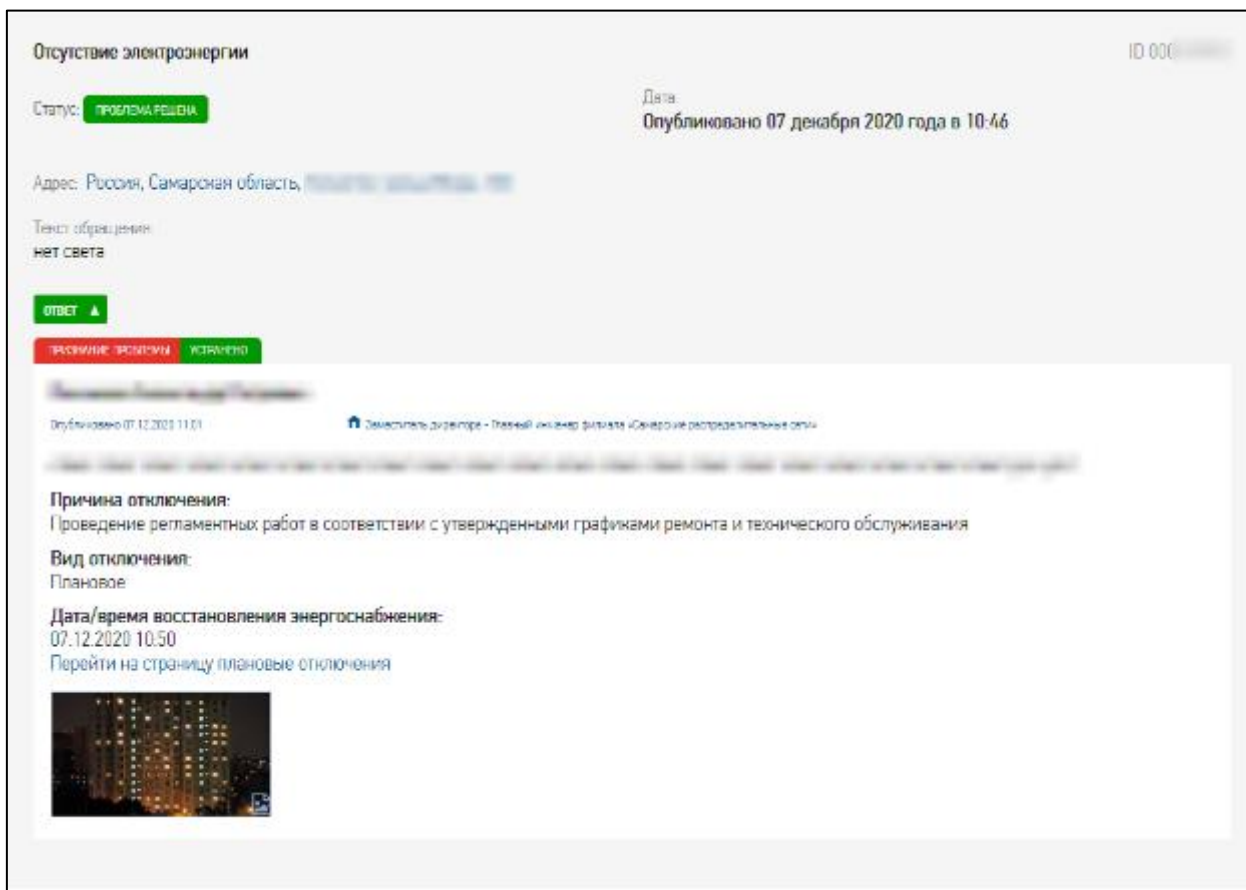 Отсутствие электроэнергии
ID 000
Статус: ПРОБЛЕМА РЕШЕНА
Дата
Опубликовано 07 декабря 2020 года в 10:46
Адрес: Россия, Самарская область,
Текст обращения
нет света
ОТВЕТ ▲
ПРИЗНАНИЕ ПРОБЛЕМЫ УСТРАНЕНО
Опубликовано 07.12.2020 11:01
Заместитель директора - Главный инженер филиала «Самарские распределительные сети»
Причина отключения:
Проведение регламентных работ в соответствии с утвержденными графиками ремонта и технического обслуживания
Вид отключения:
Плановое
Дата/время восстановления энергоснабжения:
07.12.2020 10:50
Перейти на страницу плановые отключения